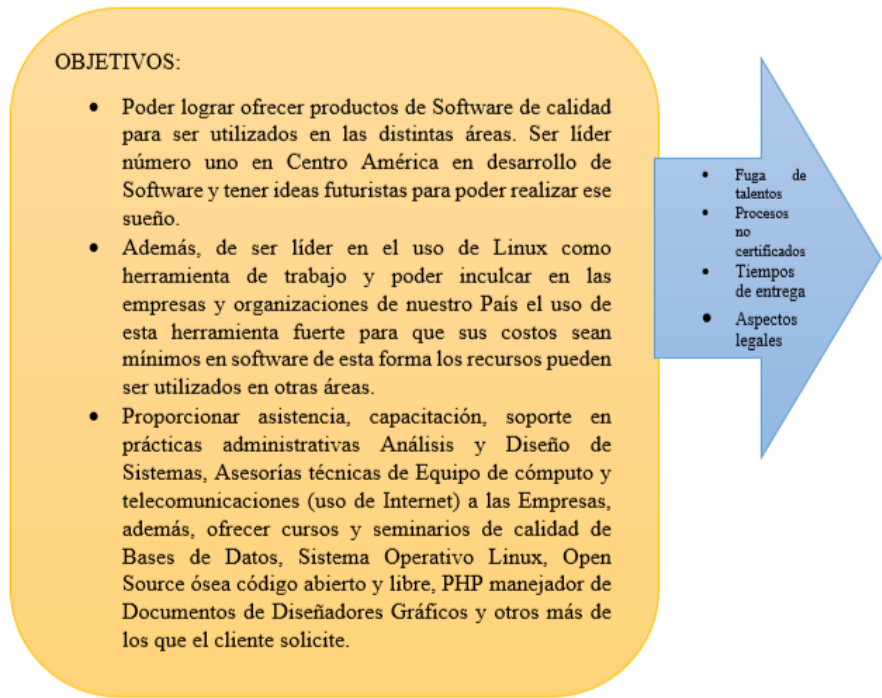 OBJETIVOS:
• Poder lograr ofrecer productos de Software de calidad
para ser utilizados en las distintas áreas. Ser líder
número uno en Centro América en desarrollo de
Software y tener ideas futuristas para poder realizar ese
sueño.
• Además, de ser líder en el uso de Linux como
herramienta de trabajo y poder inculcar en las
empresas y organizaciones de nuestro País el uso de
esta herramienta fuerte para que sus costos sean
mínimos en software de esta forma los recursos pueden
ser utilizados en otras áreas.
• Proporcionar asistencia, capacitación, soporte en
prácticas administrativas Análisis y Diseño de
Sistemas, Asesorías técnicas de Equipo de cómputo y
telecomunicaciones (uso de Internet) a las Empresas,
además, ofrecer cursos y seminarios de calidad de
Bases de Datos, Sistema Operativo Linux, Open
Source ósea código abierto y libre, PHP manejador de
Documentos de Diseñadores Gráficos y otros más de
los que el cliente solicite.
• Fuga de
talentos
• Procesos
no
certificados
• Tiempos
de entrega
• Aspectos
legales